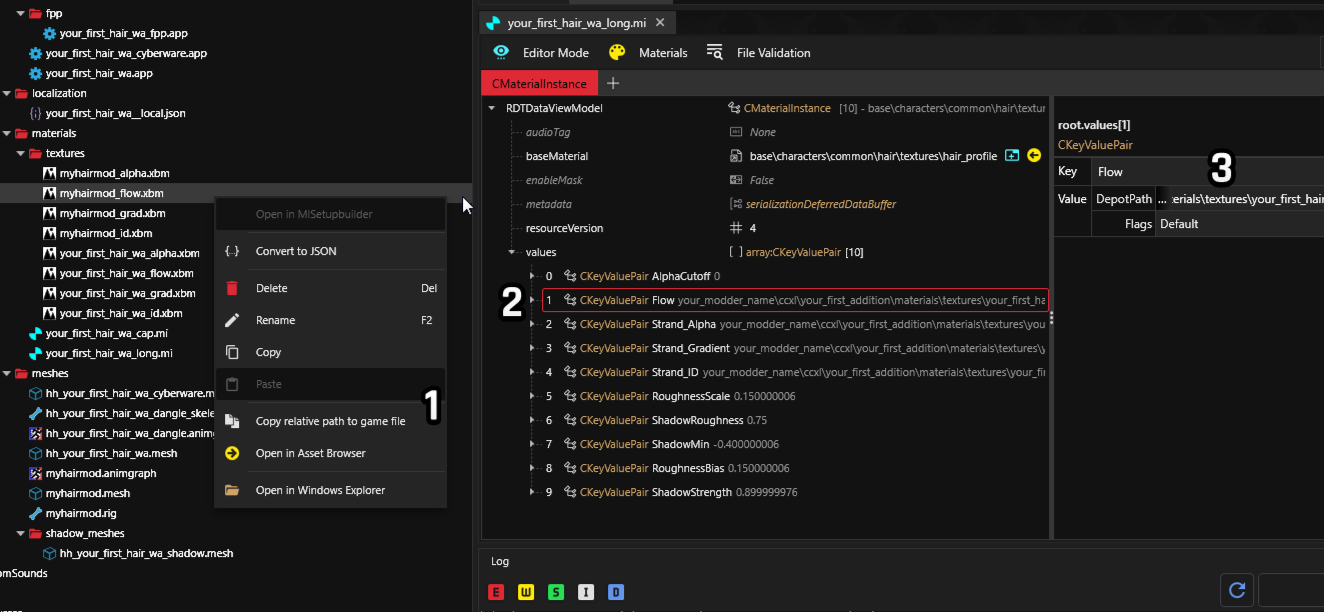 fpp
your_first_hair_wa_fpp.app
your_first_hair_wa_cyberware.app
your_first_hair_wa.app
localization
your_first_hair_wa__local.json
materials
textures
myhairmod_alpha.xbm
myhairmod_flow.xbm
myhairmod_grad.xbm
myhairmod_id.xbm
your_first_hair_wa_alpha.xbm
your_first_hair_wa_flow.xbm
your_first_hair_wa_grad.xbm
your_first_hair_wa_id.xbm
your_first_hair_wa_cap.mi
your_first_hair_wa_long.mi
meshes
hh_your_first_hair_wa_cyberware.m
hh_your_first_hair_wa_dangle_skele
hh_your_first_hair_wa_dangle.anim
hh_your_first_hair_wa.mesh
myhairmod.animgraph
myhairmod.mesh
myhairmod.rig
shadow_meshes
hh_your_first_hair_wa_shadow.mesh
omSounds
Open in MlSetupbuilder
Convert to JSON
Delete Del
Rename F2
Copy
Paste
1
Copy relative path to game file
Open in Asset Browser
Open in Windows Explorer
your_first_hair_wa_long.mi
Editor Mode Materials File Validation
CMaterialInstance
RDTDataViewModel CMaterialInstance [10] - base\characters\common\hair\textur
audioTag None
baseMaterial base\characters\common\hair\textures\hair_profile
enableMask False
metadata serializationDeferredDataBuffer
resourceVersion 4
values [ ] array:CKeyValuePair [10]
0 CKeyValuePair AlphaCutoff 0
2
1 CKeyValuePair Flow your_modder_name\ccxl\your_first_addition\materials\textures\your_first_ha
2 CKeyValuePair Strand_Alpha your_modder_name\ccxl\your_first_addition\materials\textures\you
3 CKeyValuePair Strand_Gradient your_modder_name\ccxl\your_first_addition\materials\textures\y
4 CKeyValuePair Strand_ID your_modder_name\ccxl\your_first_addition\materials\textures\your_fi
5 CKeyValuePair RoughnessScale 0.150000006
6 CKeyValuePair ShadowRoughness 0.75
7 CKeyValuePair ShadowMin -0.400000006
8 CKeyValuePair RoughnessBias 0.150000006
9 CKeyValuePair ShadowStrength 0.899999976
root.values[1]
CKeyValuePair
Key Flow
3
Value DepotPath ... :erials\textures\your_first_hair
Flags Default
Log
E W S I D